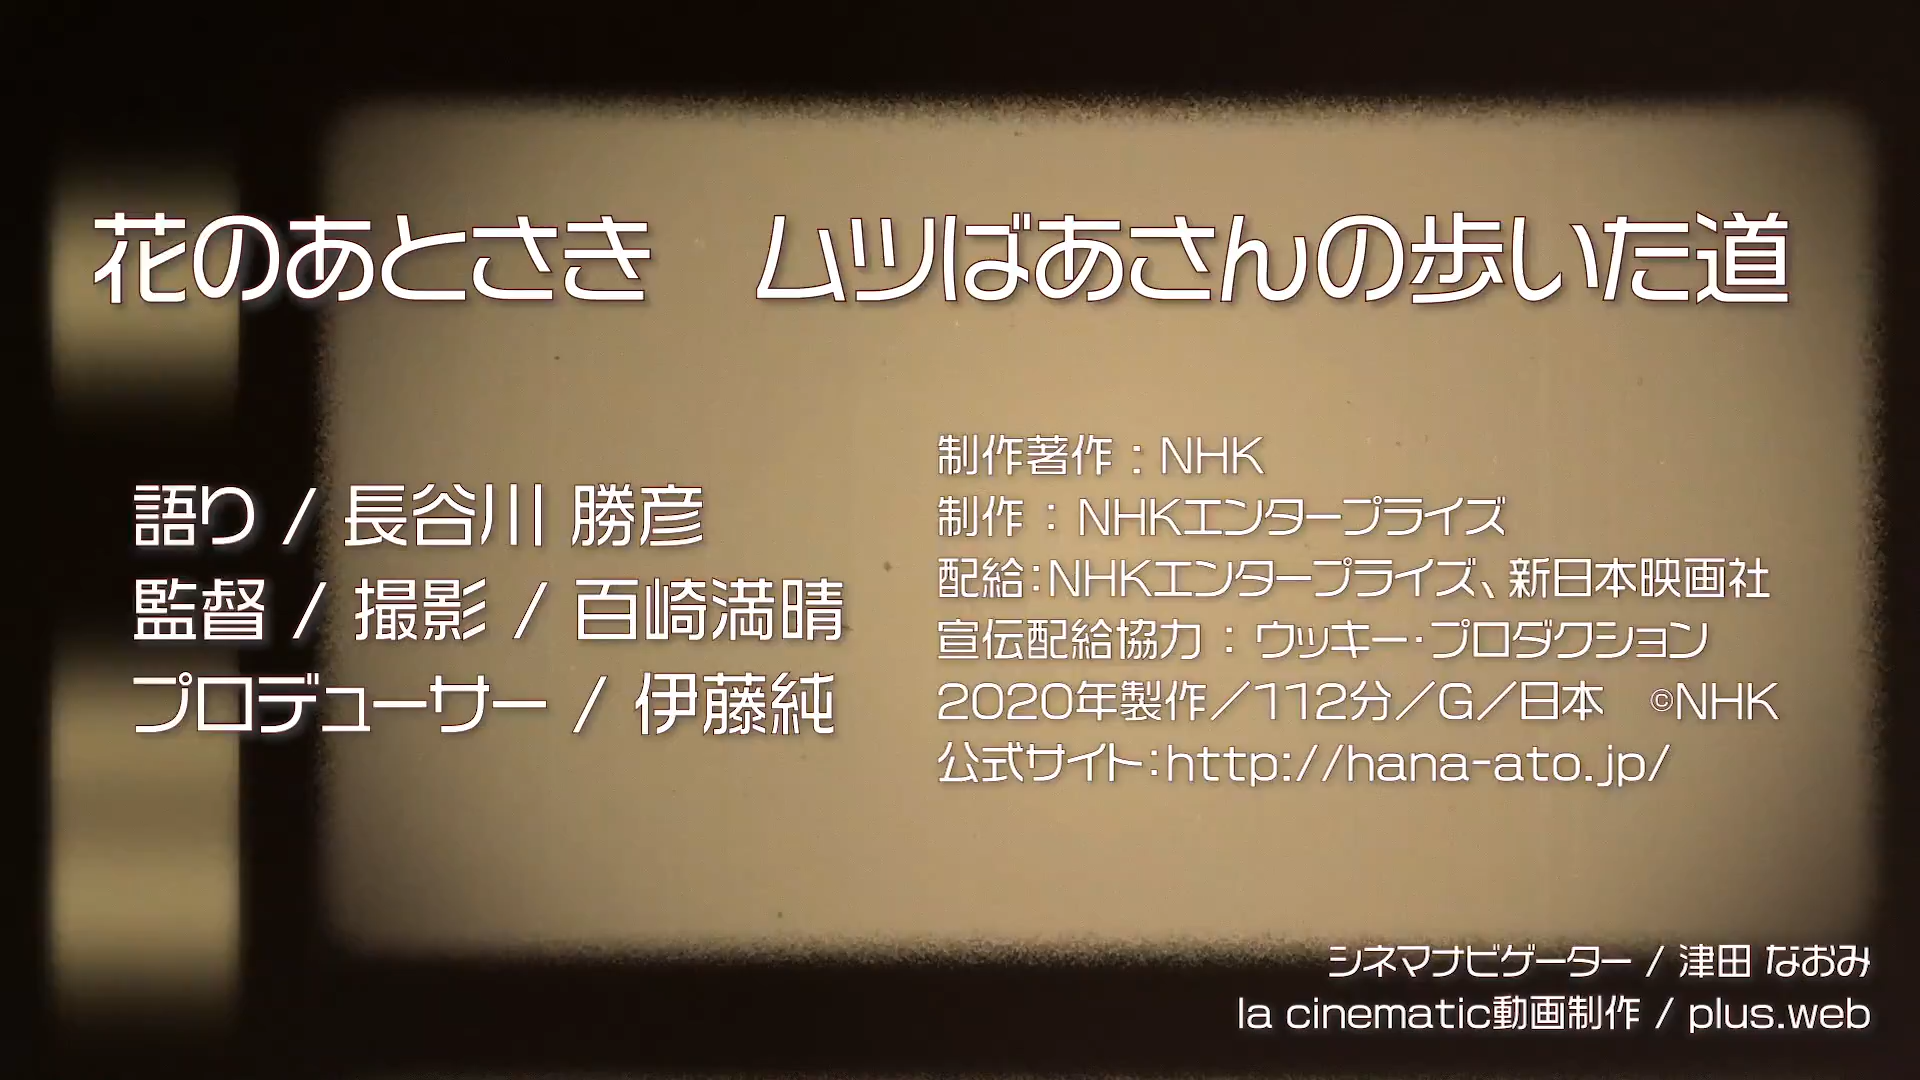 花のあとさき　ムツばあさんの歩いた道
語り / 長谷川 勝彦
監督 / 撮影 / 百崎満晴
プロデューサー / 伊藤純
制作著作 : NHK
制作 : NHKエンタープライズ
配給:NHKエンタープライズ、新日本映画社
宣伝配給協力 : ウッキー・プロダクション
2020年製作／112分／G／日本　©NHK
公式サイト:http://hana-ato.jp/
シネマナビゲーター / 津田 なおみ
la cinematic動画制作 / plus.web